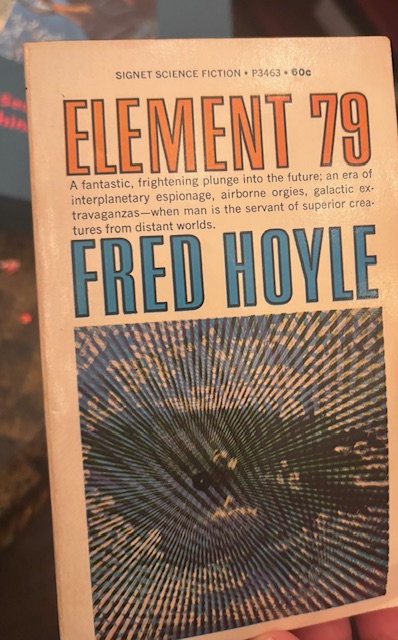 SIGNET SCIENCE FICTION • P3463 • 60c
ELEMENT 79
A fantastic, frightening plunge into the future; an era of
interplanetary espionage, airborne orgies, galactic ex-
travaganzas—when man is the servant of superior crea-
tures from distant worlds.
FRED HOYLE